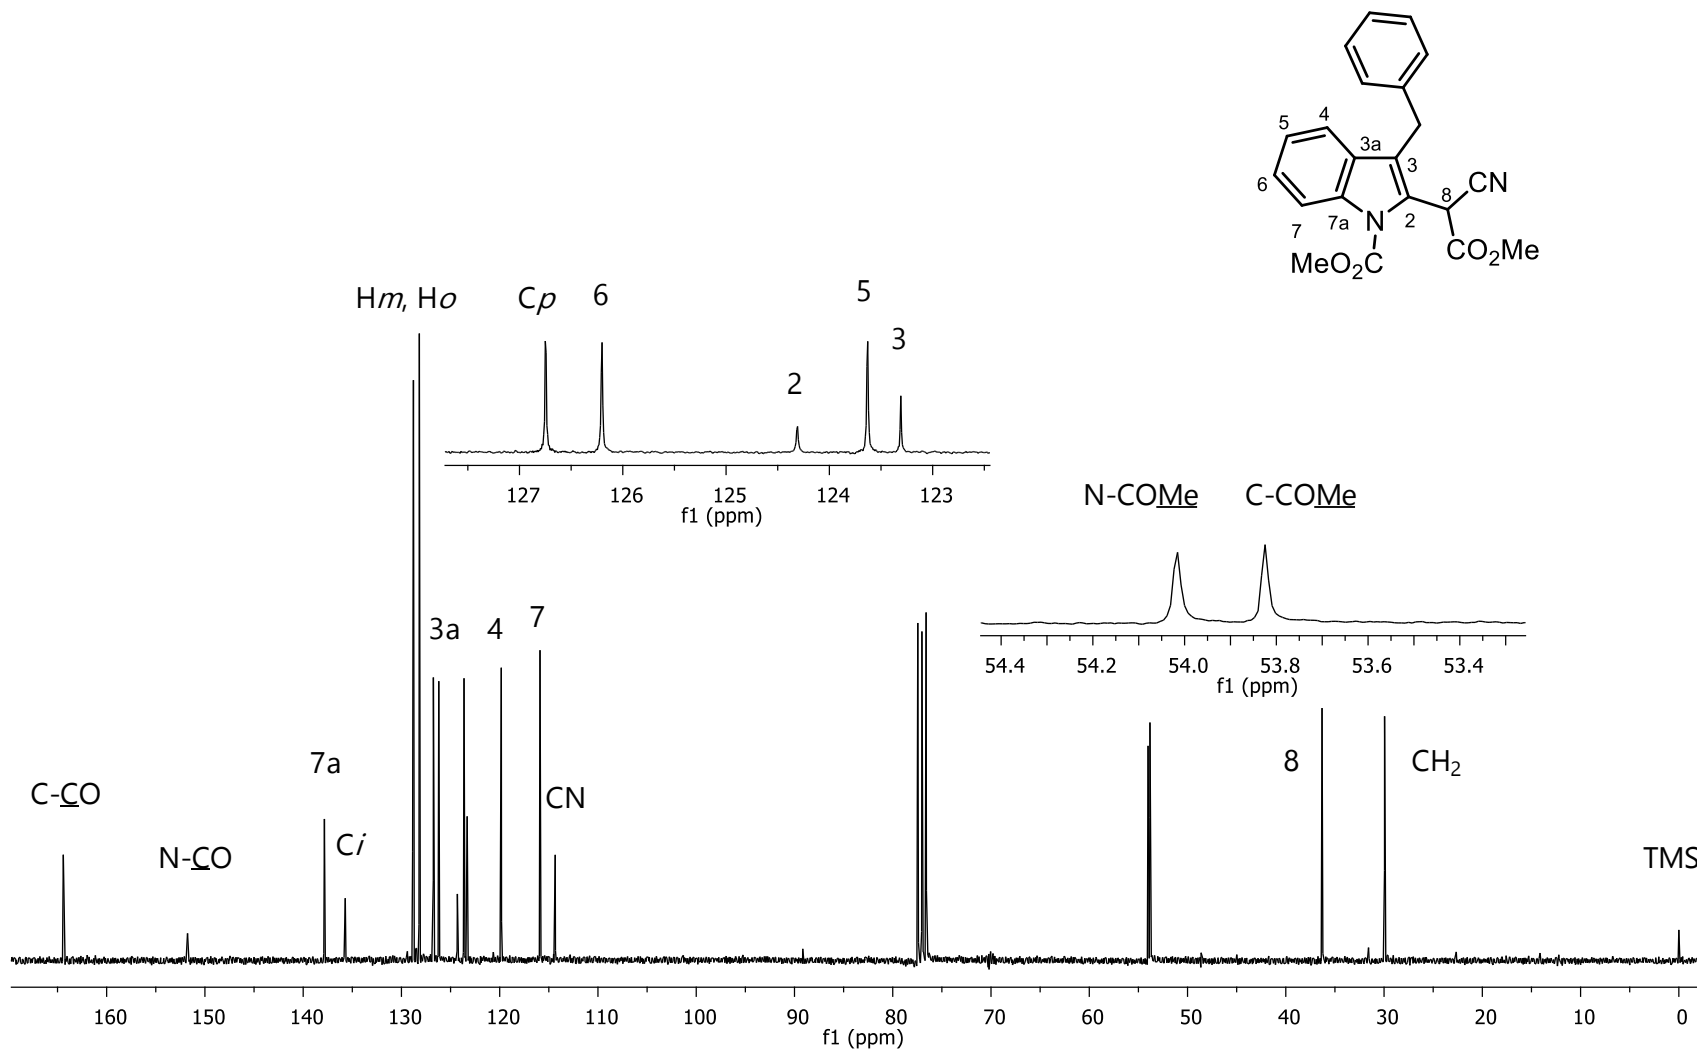 4
5
3a
3
6
8
CN
7
7a
N
2
MeO₂C
CO₂Me
Hm, Ho
Cp
6
5
3
2
127
126
125
124
123
f1 (ppm)
N-COMe
C-COMe
54.4
54.2
54.0
53.8
53.6
53.4
f1 (ppm)
3a
4
7
7a
C-CO
CN
8
CH₂
Ci
N-CO
TMS
160
150
140
130
120
110
100
90
80
70
60
50
40
30
20
10
0
f1 (ppm)